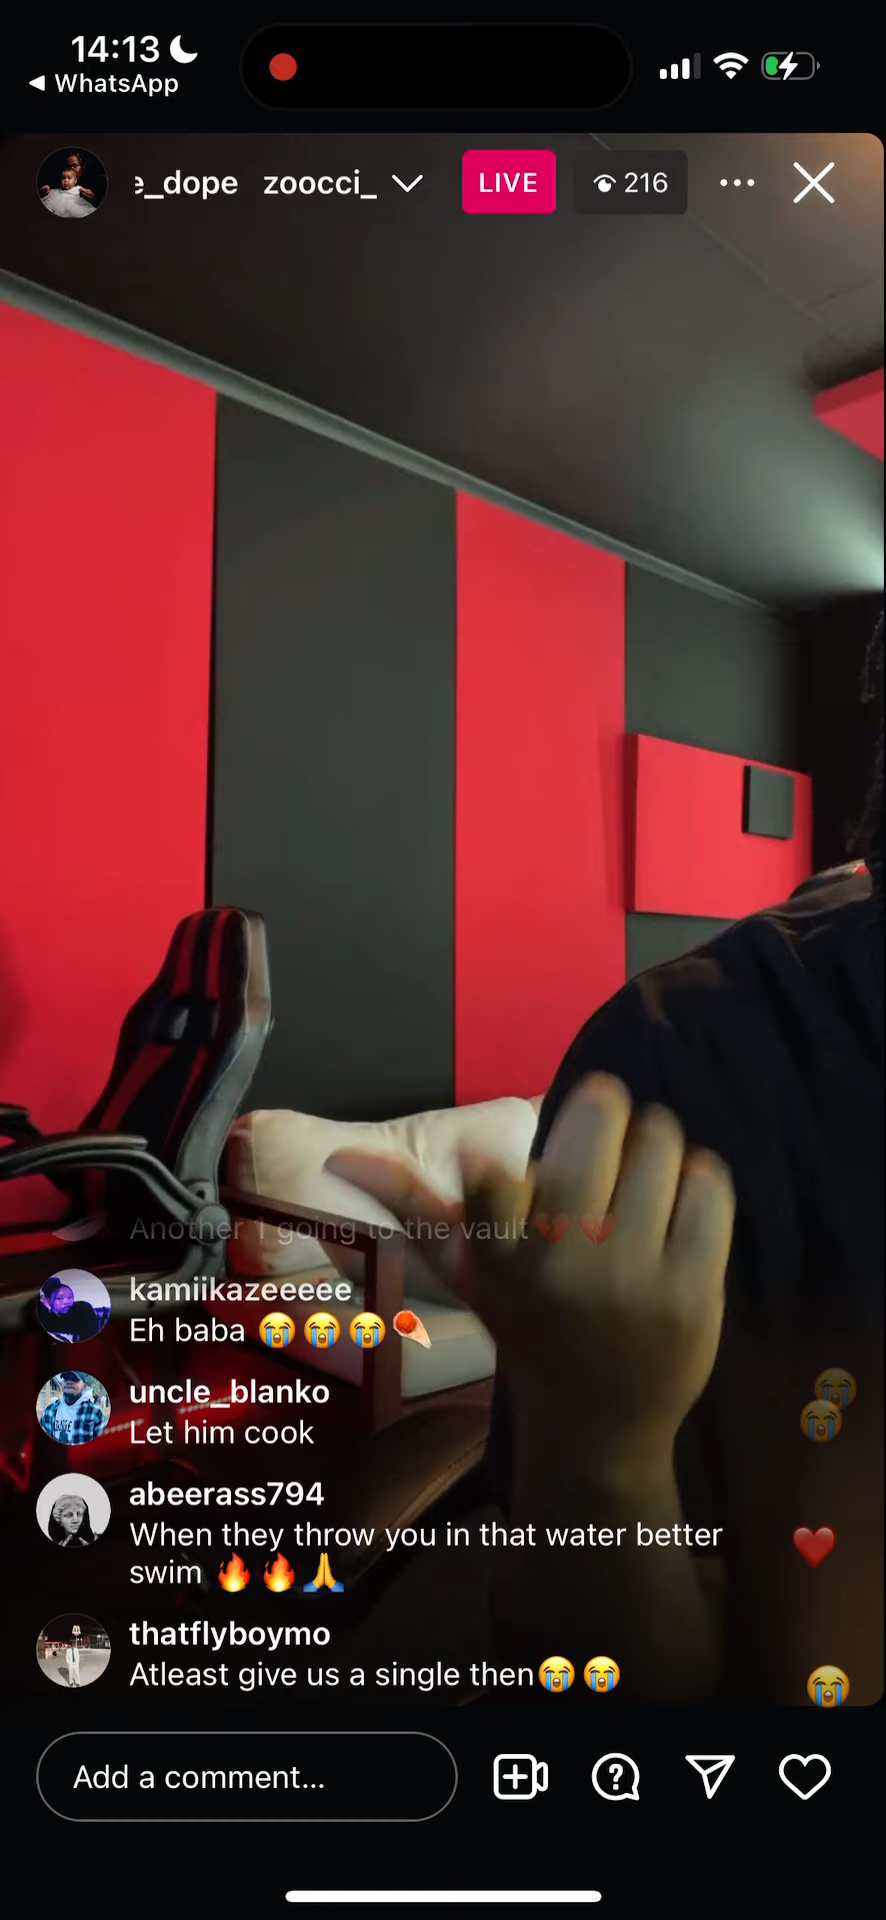 14:13
WhatsApp
e_dope zoocci_
LIVE
216
Another 1 going to the vault💔💔
kamiikazeeeee
Eh baba 😭😭😭☄️
uncle_blanko
Let him cook
abeerass794
When they throw you in that water better
swim 🔥🔥🙏
thatflyboymo
Atleast give us a single then😭😭
Add a comment...